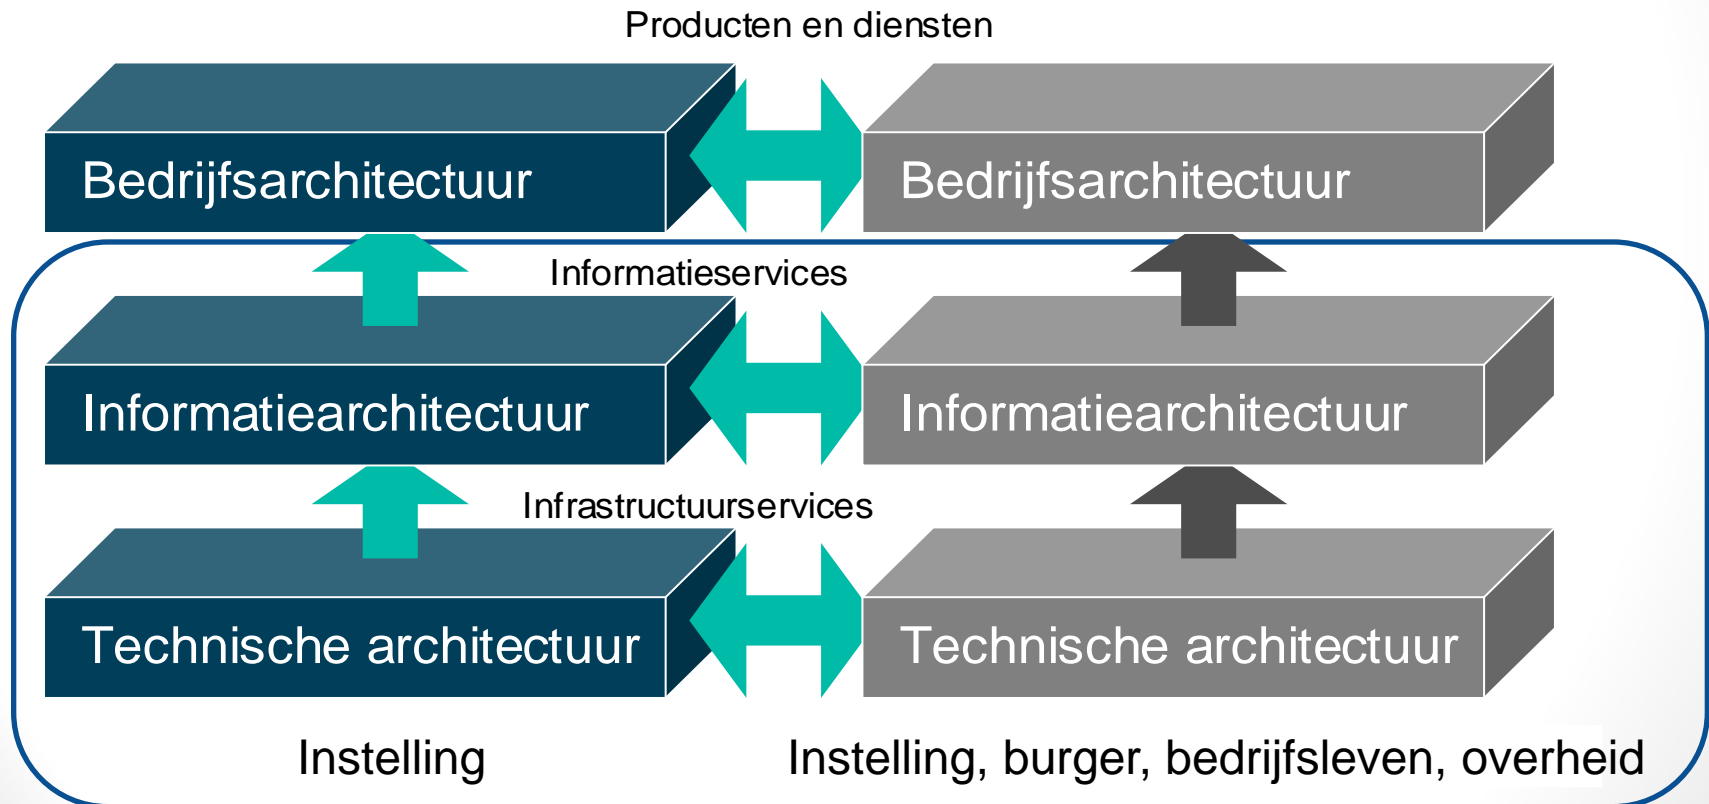 Producten en diensten
Bedrijfsarchitectuur
Bedrijfsarchitectuur
Informatieservices
Informatiearchitectuur
Informatiearchitectuur
Infrastructuurservices
Technische architectuur
Technische architectuur
Instelling
Instelling, burger, bedrijfsleven, overheid